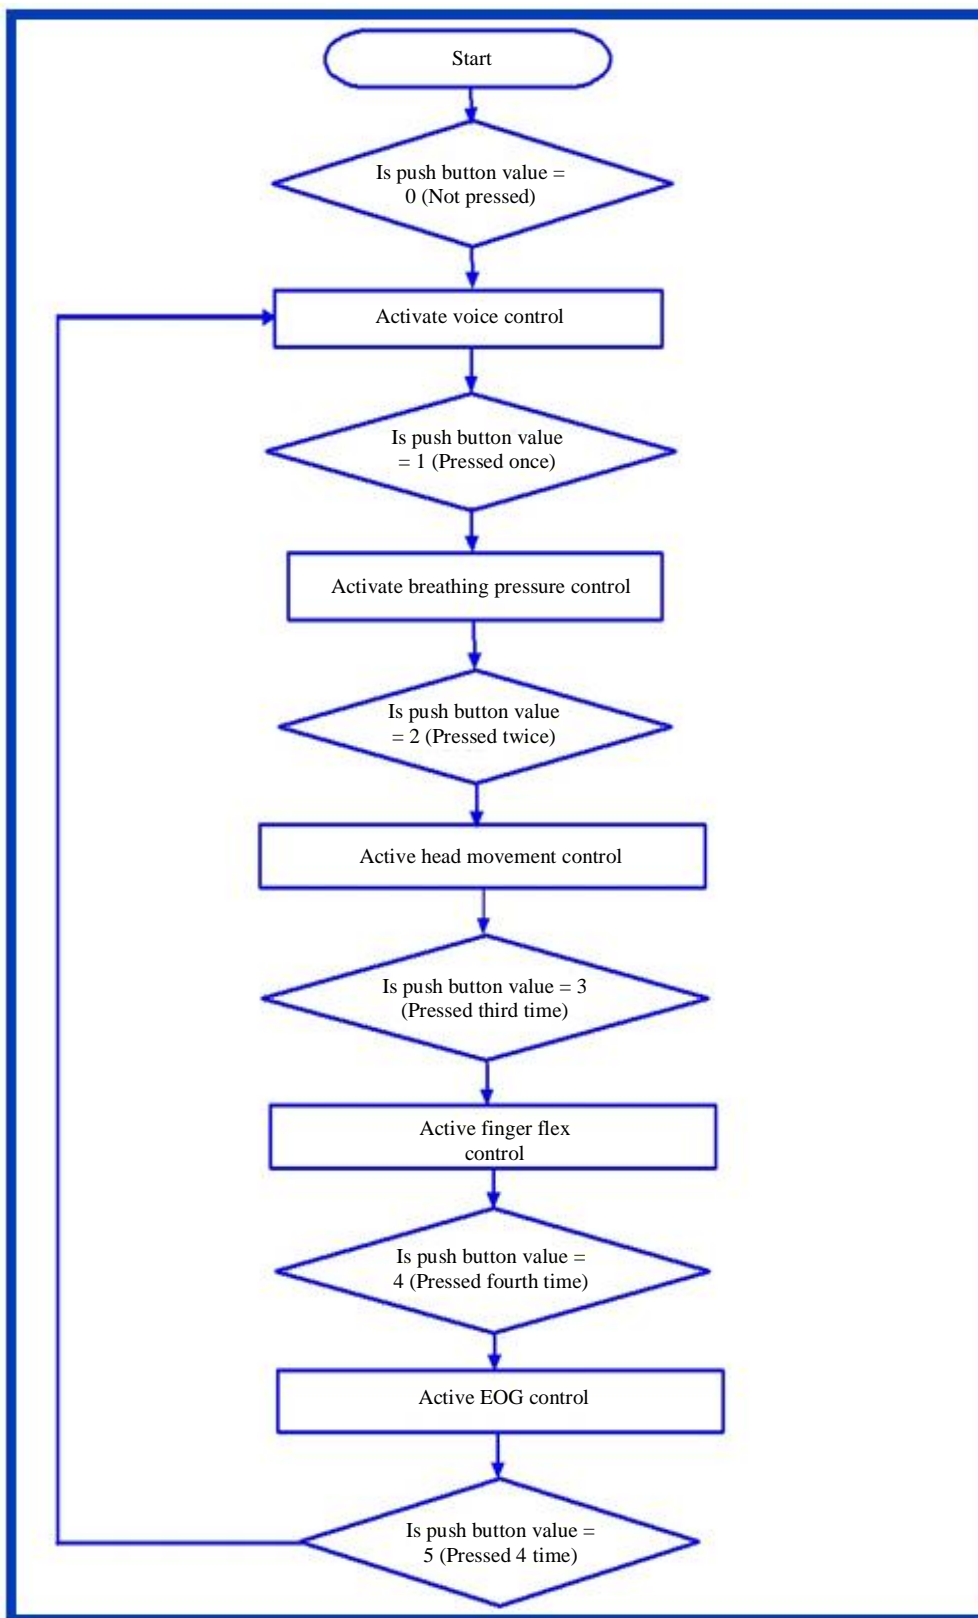 Start
Is push button value =
0 (Not pressed)
Activate voice control
Is push button value
= 1 (Pressed once)
Activate breathing pressure control
Is push button value
= 2 (Pressed twice)
Active head movement control
Is push button value = 3
(Pressed third time)
Active finger flex
control
Is push button value =
4 (Pressed fourth time)
Active EOG control
Is push button value =
5 (Pressed 4 time)